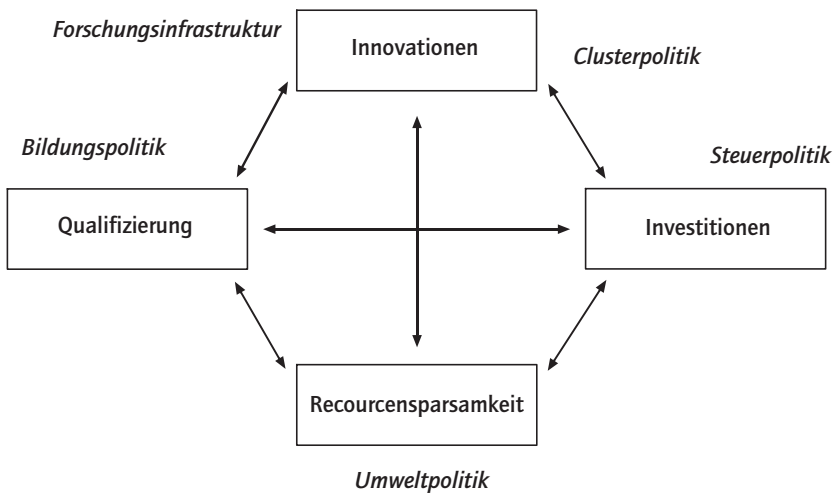 Forschungsinfrastruktur
Innovationen
Clusterpolitik
Bildungspolitik
Steuerpolitik
Qualifizierung
Investitionen
Recourcensparsamkeit
Umweltpolitik